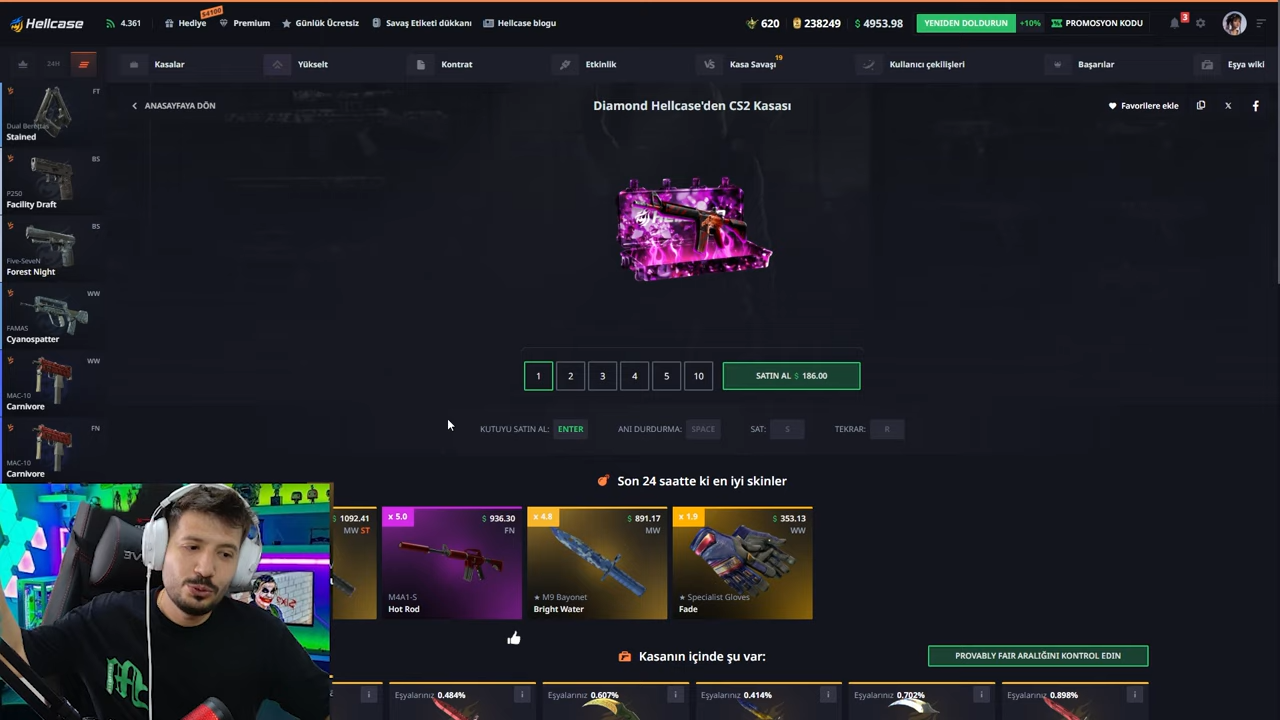 Hellcase
4.361
Hediye
$4100
Premium
Günlük Ücretsiz
Savaş Etiketi dükkanı
Hellcase blogu
620
238249
$ 4953.98
YENİDEN DOLDURUN
+10%
PROMOSYON KODU
3
24H
Kasalar
Yükselt
Kontrat
Etkinlik
VS
Kasa Savaşı
19
Kullanıcı çekilişleri
Başarılar
Eşya wiki
ANASAYFAYA DÖN
Diamond Hellcase'den CS2 Kasası
Favorilere ekle
FT
Dual Berettas
Stained
BS
P250
Facility Draft
BS
Five-SeveN
Forest Night
WW
FAMAS
Cyanospatter
WW
MAC-10
Carnivore
FN
MAC-10
Carnivore
1
2
3
4
5
10
SATIN AL $ 186.00
KUTUYU SATIN AL: ENTER
ANI DURDURMA: SPACE
SAT: S
TEKRAR: R
Son 24 saatte ki en iyi skinler
$ 1092.41
MW ST
x 5.0
$ 936.30
FN
M4A1-S
Hot Rod
x 4.8
$ 891.17
MW
★ M9 Bayonet
Bright Water
x 1.9
$ 353.13
WW
★ Specialist Gloves
Fade
Kasanın içinde şu var:
PROVABLY FAIR ARALIĞINI KONTROL EDIN
Eşyalarınız 0.484%
Eşyalarınız 0.607%
Eşyalarınız 0.414%
Eşyalarınız 0.702%
Eşyalarınız 0.898%